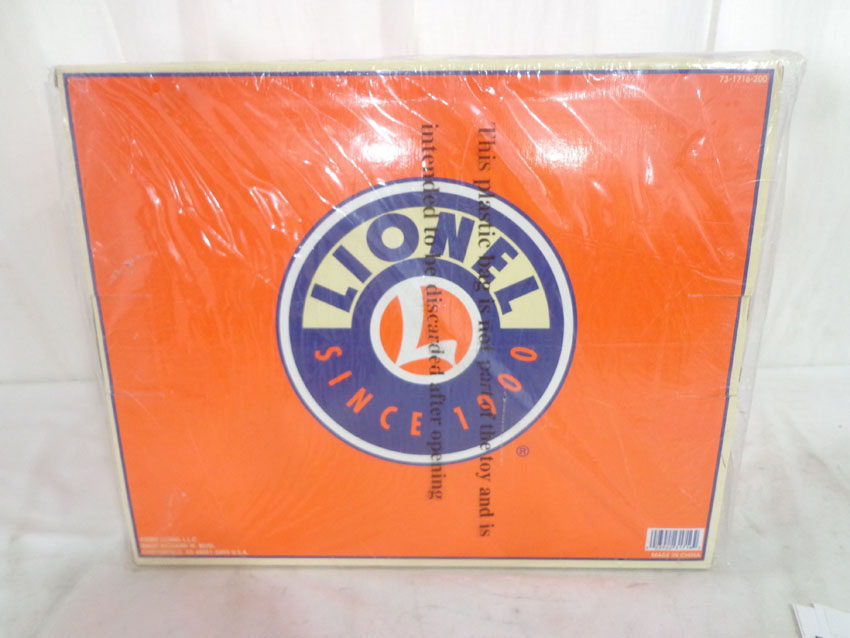 73-1716-200
This plastic bag is not part of the toy and is
intended to be discarded after opening
LIONEL
L
SINCE 1900
®
LIONEL L.L.C.
MADE IN CHINA